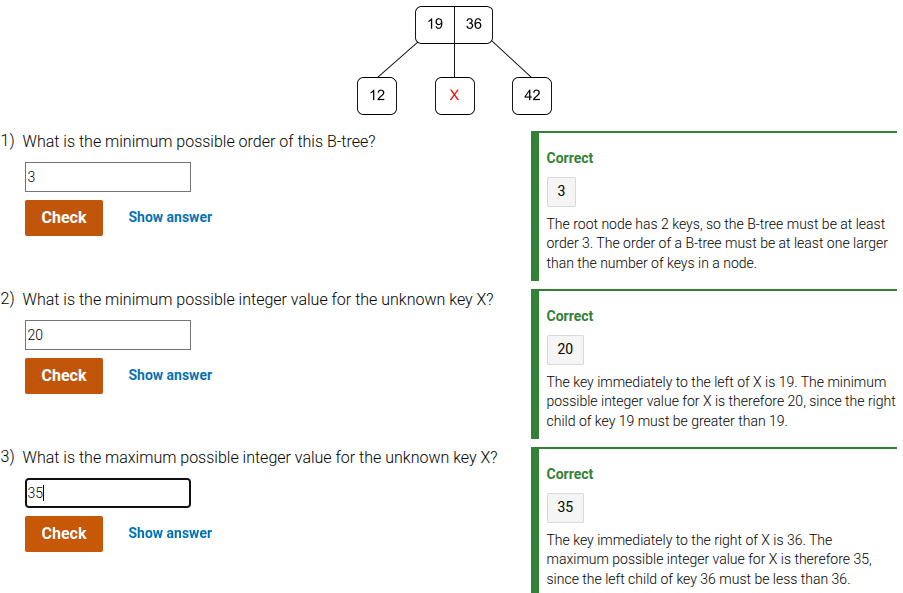 19 36
12 X 42
1) What is the minimum possible order of this B-tree?
3
Check Show answer
Correct
3
The root node has 2 keys, so the B-tree must be at least
order 3. The order of a B-tree must be at least one larger
than the number of keys in a node.
2) What is the minimum possible integer value for the unknown key X?
20
Check Show answer
Correct
20
The key immediately to the left of X is 19. The minimum
possible integer value for X is therefore 20, since the right
child of key 19 must be greater than 19.
3) What is the maximum possible integer value for the unknown key X?
35
Check Show answer
Correct
35
The key immediately to the right of X is 36. The
maximum possible integer value for X is therefore 35,
since the left child of key 36 must be less than 36.